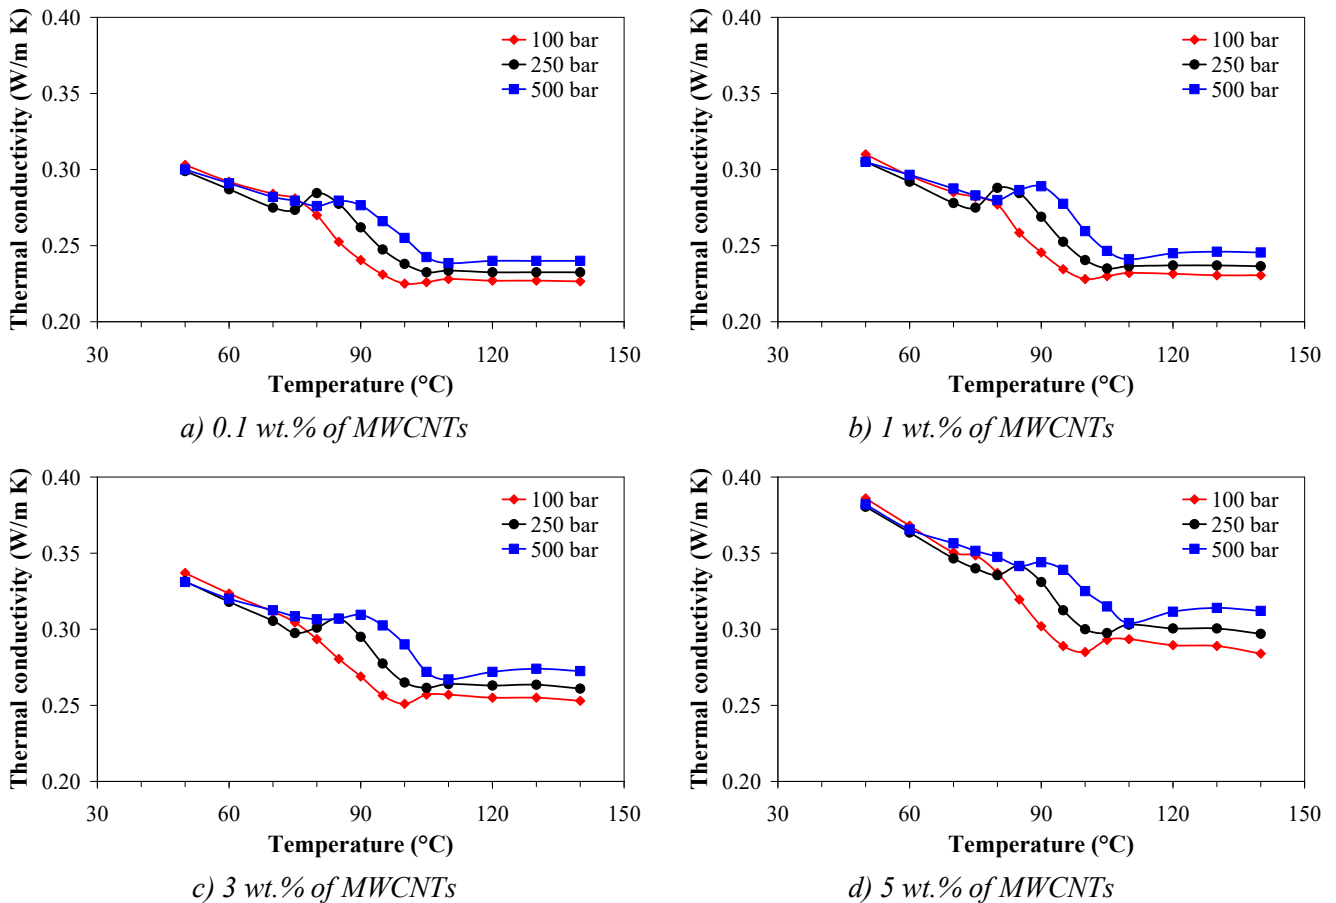 Thermal conductivity (W/m K)
0.40
0.35
0.30
0.25
0.20
100 bar
250 bar
500 bar
30 60 90 120 150
Temperature (°C)
a) 0.1 wt.% of MWCNTs
Thermal conductivity (W/m K)
0.40
0.35
0.30
0.25
0.20
100 bar
250 bar
500 bar
30 60 90 120 150
Temperature (°C)
b) 1 wt.% of MWCNTs
Thermal conductivity (W/m K)
0.40
0.35
0.30
0.25
0.20
100 bar
250 bar
500 bar
30 60 90 120 150
Temperature (°C)
c) 3 wt.% of MWCNTs
Thermal conductivity (W/m K)
0.40
0.35
0.30
0.25
0.20
100 bar
250 bar
500 bar
30 60 90 120 150
Temperature (°C)
d) 5 wt.% of MWCNTs